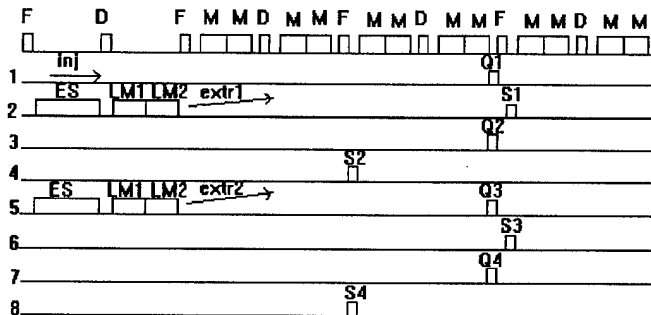 F D F M M D M M F M M D M M F M M D M M
inj Q1
1
ES LM1 LM2 extr1 S1
2
Q2
3
S2
4
ES LM1 LM2 extr2 Q3
5
S3
6
Q4
7
S4
8